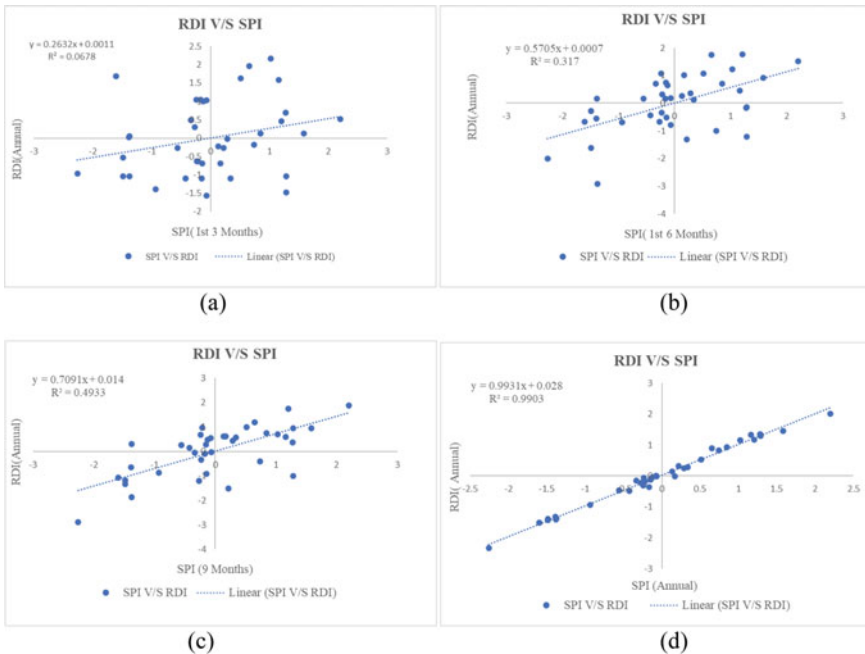 RDI V/S SPI
y = 0.2632x + 0.0011
R² = 0.0678
2.5
2
1.5
1
0.5
0
-0.5
-1
-1.5
-2
-3 -2 -1 0 1 2 3
RDI(Annual)
SPI( Ist 3 Months)
SPI V/S RDI Linear (SPI V/S RDI)
(a)
RDI V/S SPI
y = 0.5705x + 0.0007
R² = 0.317
2
1
0
-1
-2
-3
-4
-3 -2 -1 0 1 2 3
RDI(Annual)
SPI( 1st 6 Months)
SPI V/S RDI Linear (SPI V/S RDI)
(b)
RDI V/S SPI
y = 0.7091x + 0.014
R² = 0.4933
3
2
1
0
-1
-2
-3
-4
-3 -2 -1 0 1 2 3
RDI(Annual)
SPI (9 Months)
SPI V/S RDI Linear (SPI V/S RDI)
(c)
RDI V/S SPI
y = 0.9931x + 0.028
R² = 0.9903
3
2
1
0
-1
-2
-3
-2.5 -2 -1.5 -1 -0.5 0 0.5 1 1.5 2 2.5
RDI( Annual)
SPI (Annual)
SPI V/S RDI Linear (SPI V/S RDI)
(d)